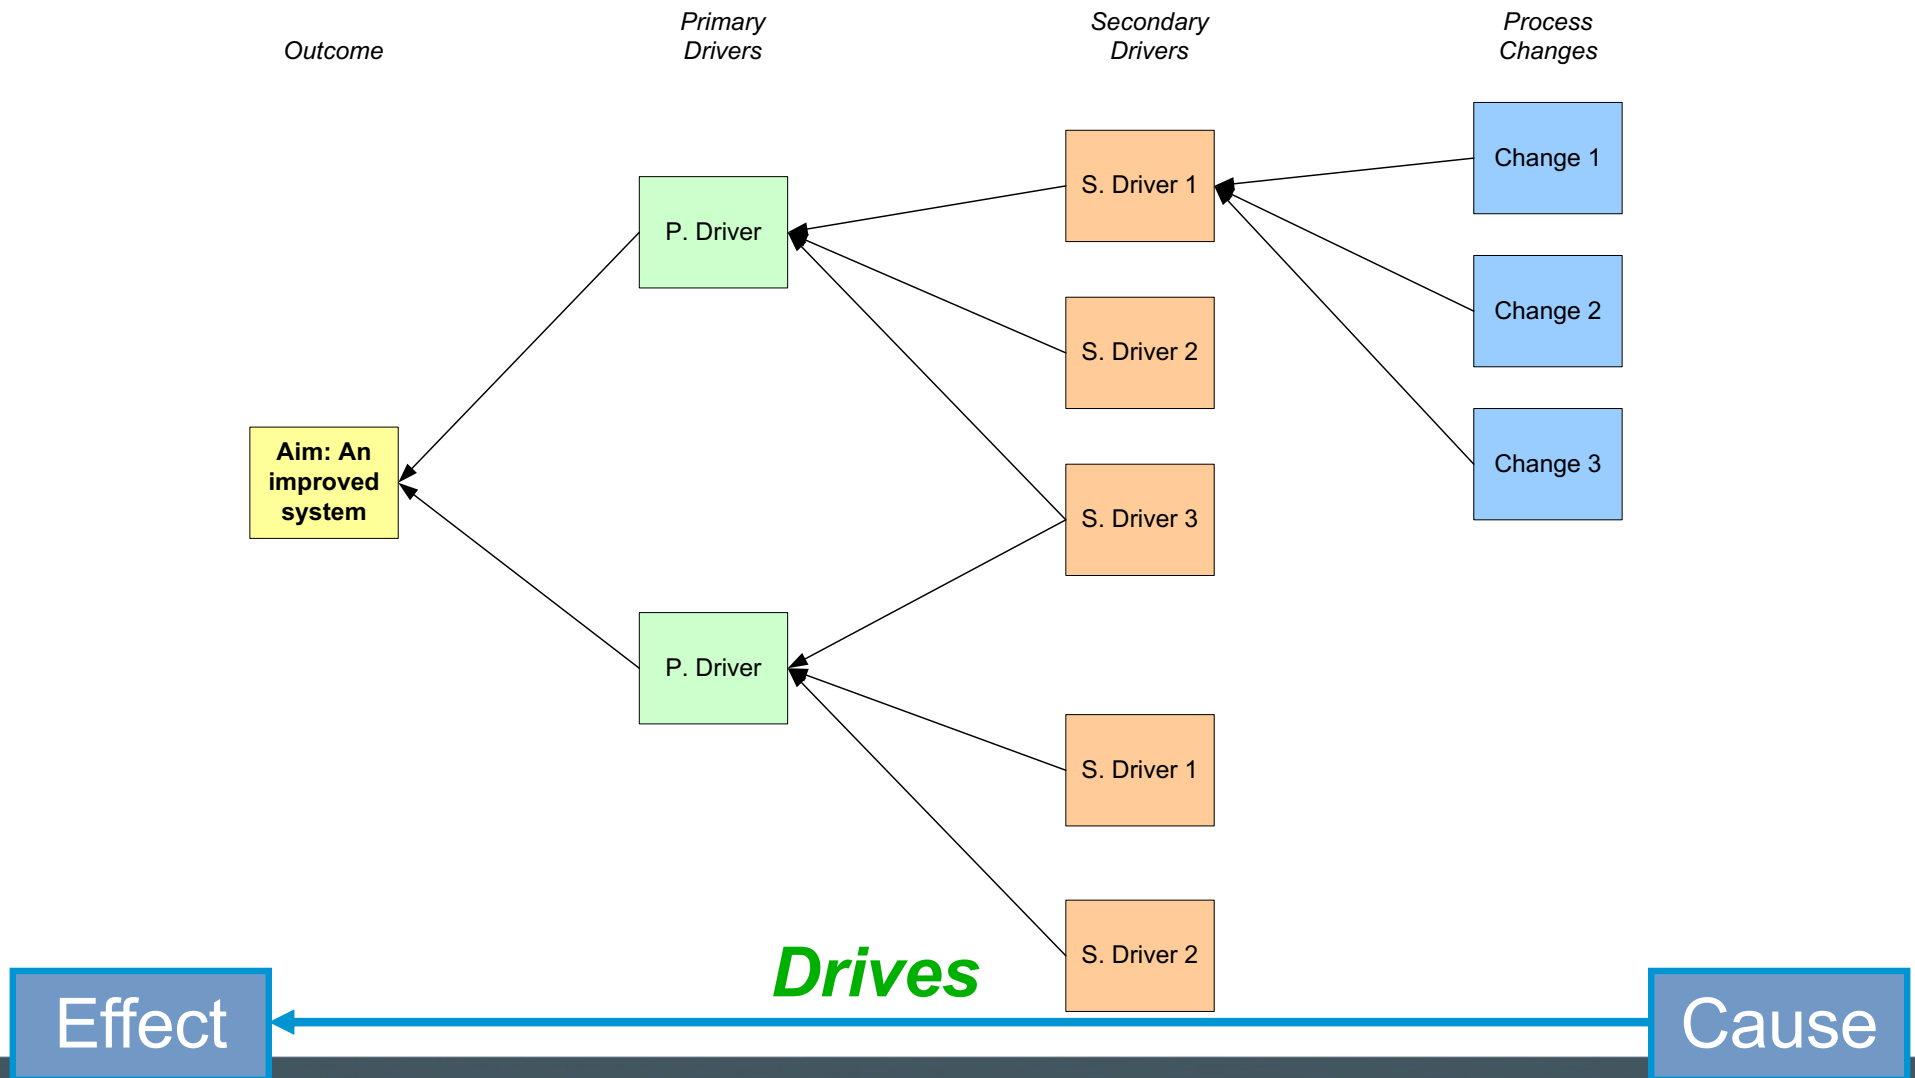 Outcome
Primary
Drivers
Secondary
Drivers
Process
Changes
Change 1
S. Driver 1
P. Driver
Change 2
S. Driver 2
Aim: An
improved
system
Change 3
S. Driver 3
P. Driver
S. Driver 1
S. Driver 2
Drives
Effect
Cause